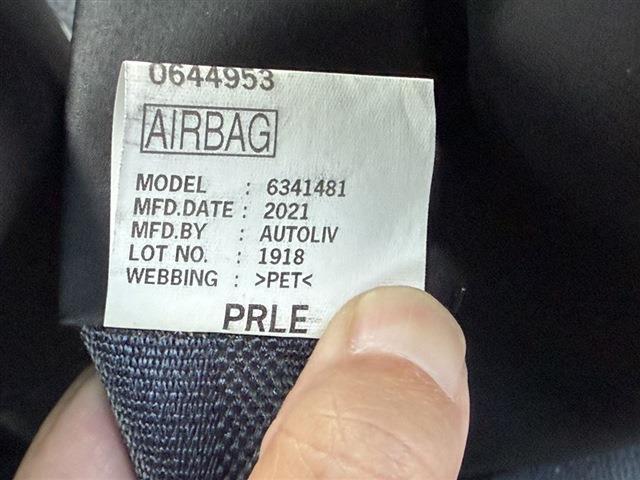 0644953
AIRBAG
MODEL : 6341481
MFD.DATE : 2021
MFD.BY : AUTOLIV
LOT NO. : 1918
WEBBING : >PET<
PRLE